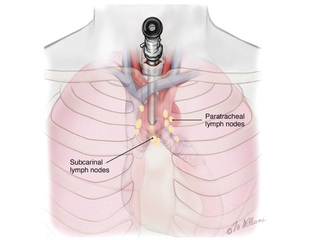 Paratracheal
lymph nodes
Subcarinal
lymph nodes